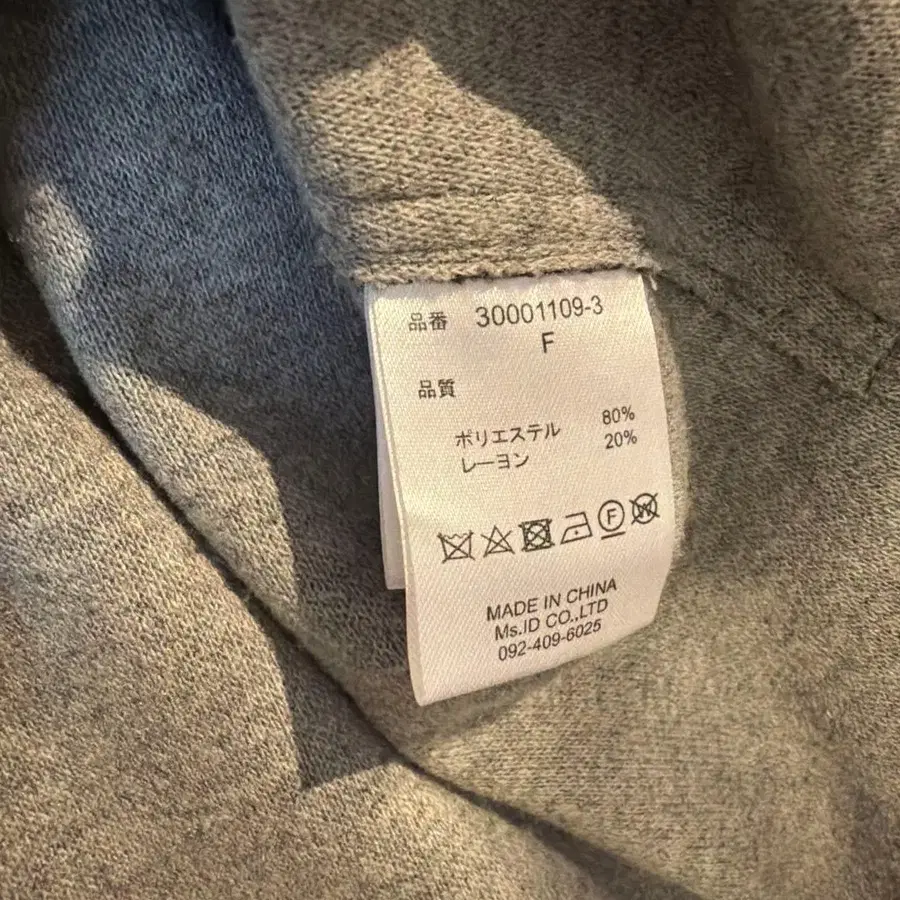 品番 30001109-3
F
品質
ポリエステル 80%
レーヨン 20%
F W
MADE IN CHINA
Ms.ID CO.,LTD
092-409-6025